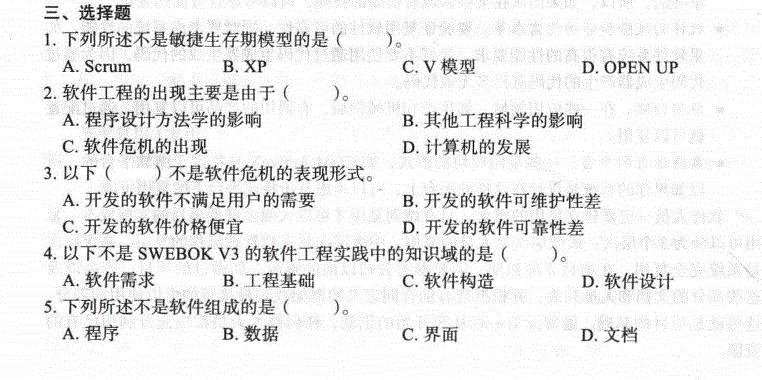 三、选择题
1. 下列所述不是敏捷生存期模型的是（　　）。
A. Scrum B. XP C. V 模型 D. OPEN UP
2. 软件工程的出现主要是由于（　　）。
A. 程序设计方法学的影响 B. 其他工程科学的影响
C. 软件危机的出现 D. 计算机的发展
3. 以下（　　）不是软件危机的表现形式。
A. 开发的软件不满足用户的需要 B. 开发的软件可维护性差
C. 开发的软件价格便宜 D. 开发的软件可靠性差
4. 以下不是 SWEBOK V3 的软件工程实践中的知识域的是（　　）。
A. 软件需求 B. 工程基础 C. 软件构造 D. 软件设计
5. 下列所述不是软件组成的是（　　）。
A. 程序 B. 数据 C. 界面 D. 文档